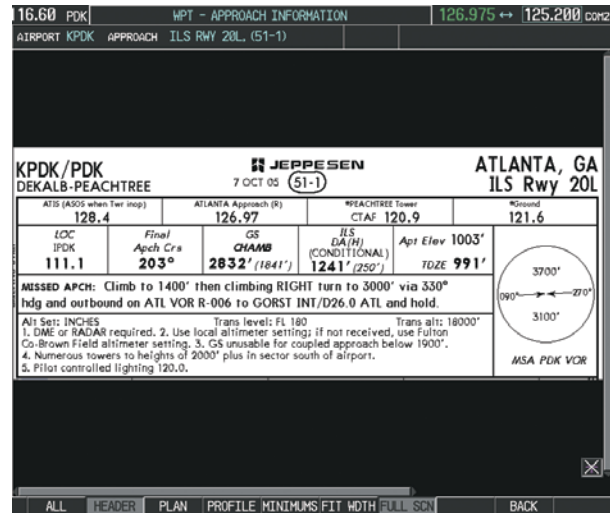 116.60 PDK WPT - APPROACH INFORMATION 126.975 ↔ 125.200 COM2
AIRPORT KPDK APPROACH ILS RWY 20L. (51-1)
KPDK/PDK JEPPESEN ATLANTA, GA
DEKALB-PEACHTREE 7 OCT 05 51-1 ILS Rwy 20L
ATIS (ASOS when Twr inop) ATLANTA Approach (R) *PEACHTREE Tower *Ground
128.4 126.97 CTAF 120.9 121.6
LOC Final GS ILS
IPDK Apch Crs CHAMB DA(H) (CONDITIONAL) Apt Elev 1003'
111.1 203° 2832' (1841') 1241' (250') TDZE 991'
3700'
090° 270°
3100'
MSA PDK VOR
MISSED APCH: Climb to 1400' then climbing RIGHT turn to 3000' via 330°
hdg and outbound on ATL VOR R-006 to GORST INT/D26.0 ATL and hold.
Alt Set: INCHES Trans level: FL 180 Trans alt: 18000'
1. DME or RADAR required. 2. Use local altimeter setting; if not received, use Fulton
Co-Brown Field altimeter setting. 3. GS unusable for coupled approach below 1900'.
4. Numerous towers to heights of 2000' plus in sector south of airport.
5. Pilot controlled lighting 120.0.
ALL HEADER PLAN PROFILE MINIMUMS FIT WDTH FULL SCN BACK